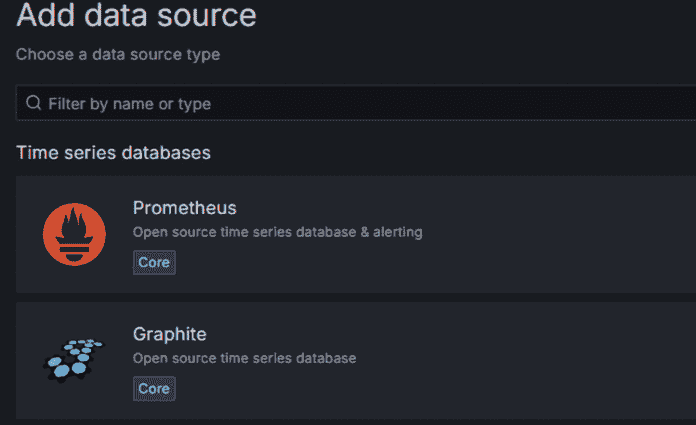 Add data source
Choose a data source type
Filter by name or type
Time series databases
Prometheus
Open source time series database & alerting
Core
Graphite
Open source time series database
Core